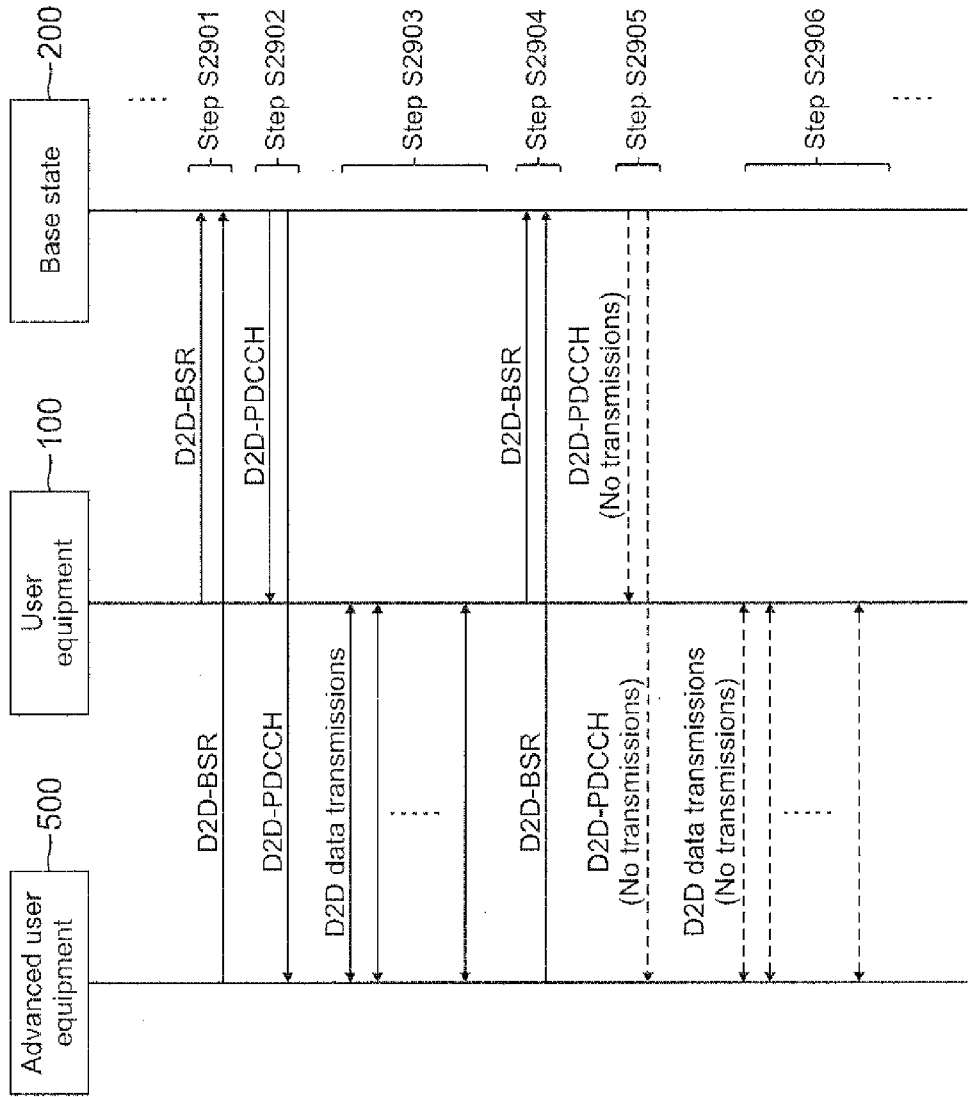 Advanced user
equipment
500
User
equipment
100
Base state
200
D2D-BSR
D2D-BSR
Step S2901
D2D-PDCCH
D2D-PDCCH
Step S2902
D2D data transmissions
Step S2903
D2D-BSR
D2D-BSR
Step S2904
D2D-PDCCH
(No transmissions)
D2D-PDCCH
(No transmissions)
Step S2905
D2D data transmissions
(No transmissions)
Step S2906